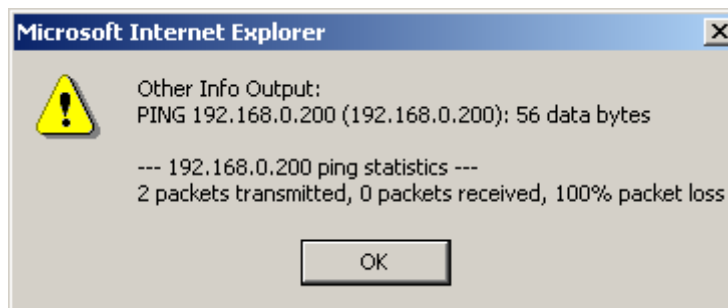 Microsoft Internet Explorer
Other Info Output:
PING 192.168.0.200 (192.168.0.200): 56 data bytes
--- 192.168.0.200 ping statistics ---
2 packets transmitted, 0 packets received, 100% packet loss
OK